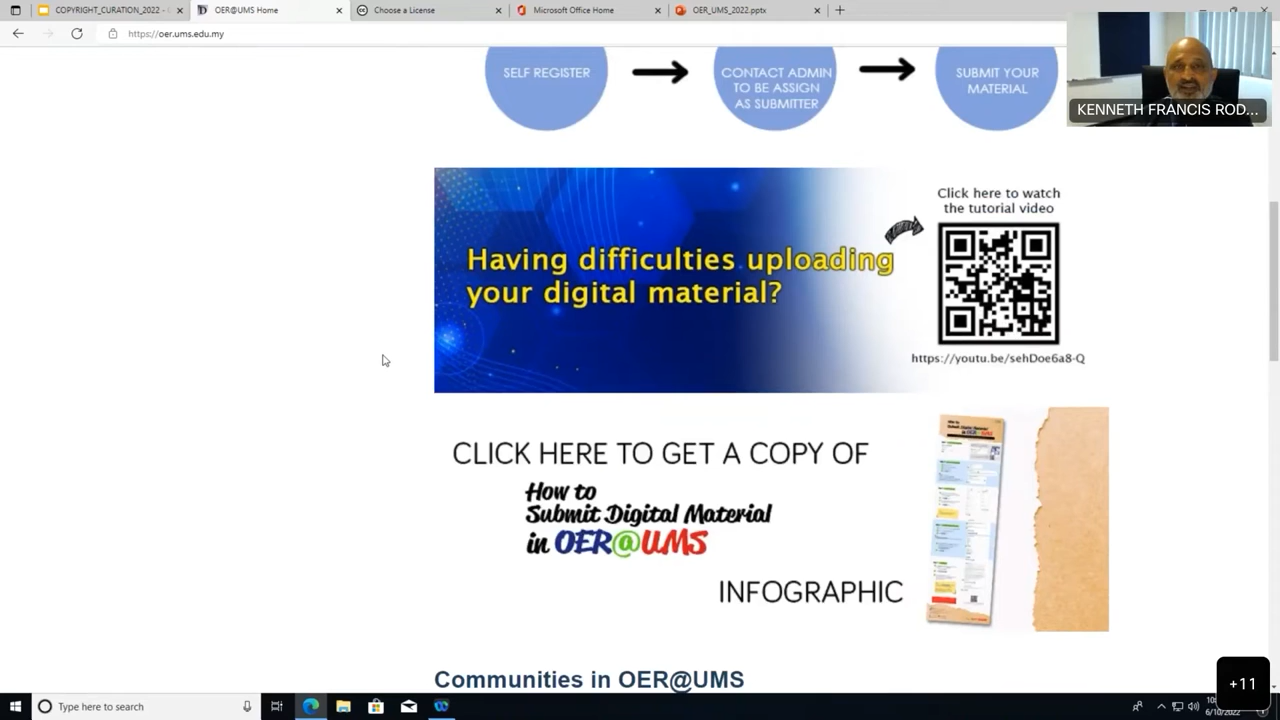 COPYRIGHT_CURATION_2022 - G
OER@UMS Home
Choose a License
Microsoft Office Home
OER_UMS_2022.pptx
https://oer.ums.edu.my
SELF REGISTER
CONTACT ADMIN
TO BE ASSIGN
AS SUBMITTER
SUBMIT YOUR
MATERIAL
KENNETH FRANCIS ROD...
Having difficulties uploading
your digital material?
Click here to watch
the tutorial video
https://youtu.be/sehDoe6a8-Q
CLICK HERE TO GET A COPY OF
How to
Submit Digital Material
in OER@UMS
INFOGRAPHIC
Communities in OER@UMS
+11
Type here to search
6/10/2022